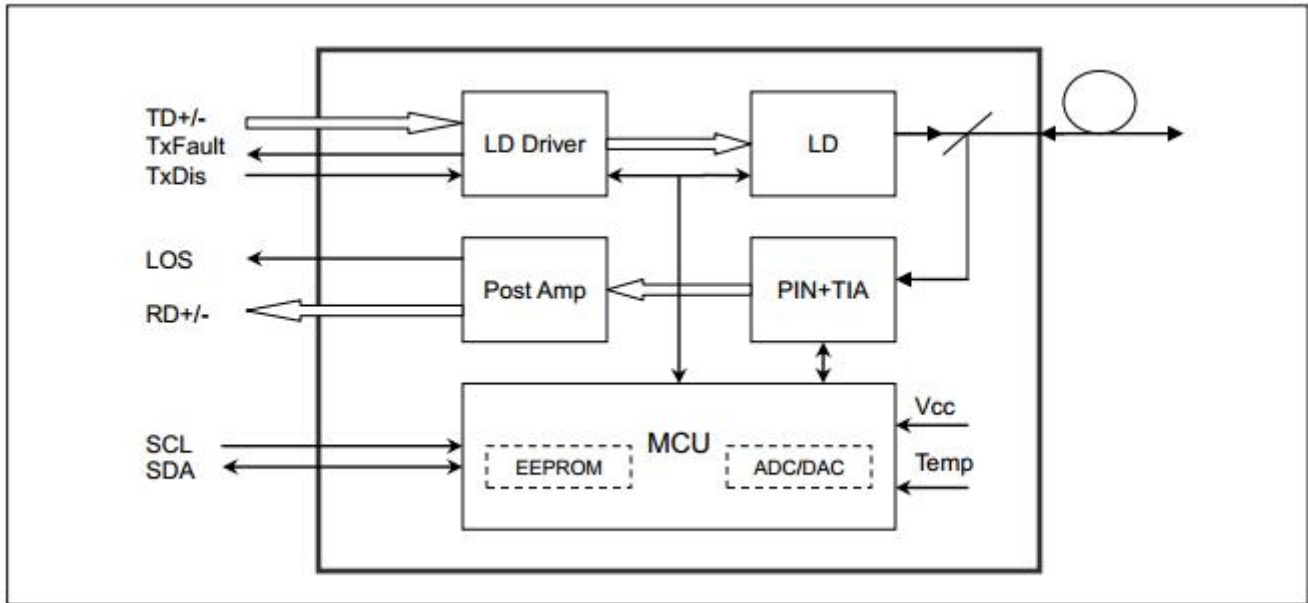 TD+/-
TxFault
TxDis
LD Driver
LD
LOS
RD+/-
Post Amp
PIN+TIA
SCL
SDA
MCU
EEPROM
ADC/DAC
Vcc
Temp